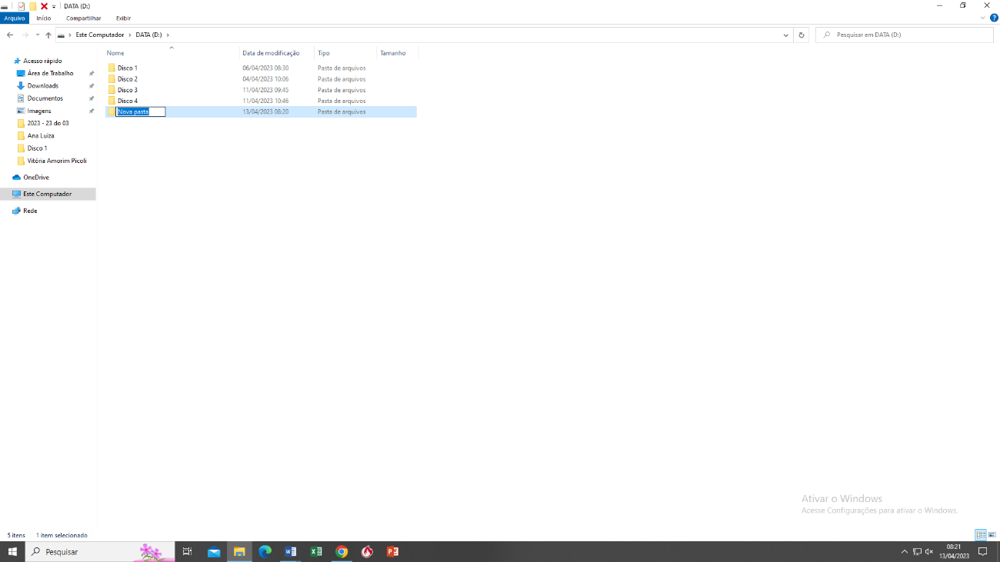 DATA (D:)
Arquivo Início Compartilhar Exibir
Este Computador DATA (D:)
Pesquisar em DATA (D:)
Nome Data de modificação Tipo Tamanho
Acesso rápido
Área de Trabalho
Downloads
Documentos
Imagens
2023 - 23 do 03
Ana Luiza
Disco 1
Vitória Amorim Picoli
OneDrive
Este Computador
Rede
Disco 1 06/04/2023 08:30 Pasta de arquivos
Disco 2 04/04/2023 10:06 Pasta de arquivos
Disco 3 11/04/2023 09:45 Pasta de arquivos
Disco 4 11/04/2023 10:46 Pasta de arquivos
Nova pasta 13/04/2023 08:20 Pasta de arquivos
Ativar o Windows
Acesse Configurações para ativar o Windows.
5 itens 1 item selecionado
Pesquisar
08:21
13/04/2023